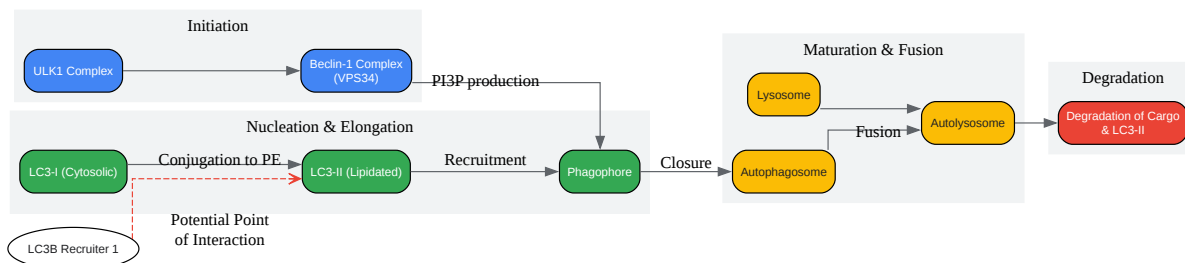 Initiation
ULK1 Complex
Beclin-1 Complex
(VPS34)
PI3P production
Nucleation & Elongation
LC3-I (Cytosolic)
Conjugation to PE
LC3-II (Lipidated)
Recruitment
Phagophore
Closure
LC3B Recruiter 1
Potential Point
of Interaction
Maturation & Fusion
Lysosome
Autophagosome
Fusion
Autolysosome
Degradation
Degradation of Cargo
& LC3-II